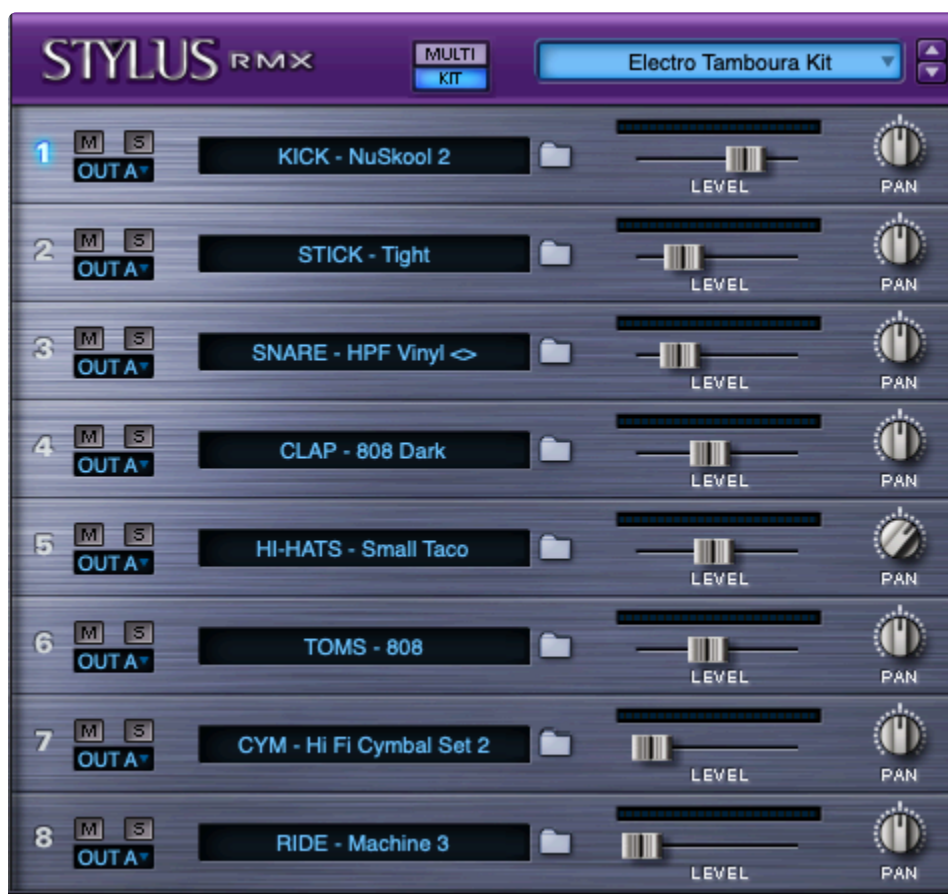 STYLUS RMX
MULTI
KIT
Electro Tamboura Kit
1
M S
OUT A
KICK - NuSkool 2
LEVEL
PAN
2
M S
OUT A
STICK - Tight
LEVEL
PAN
3
M S
OUT A
SNARE - HPF Vinyl <>
LEVEL
PAN
4
M S
OUT A
CLAP - 808 Dark
LEVEL
PAN
5
M S
OUT A
HI-HATS - Small Taco
LEVEL
PAN
6
M S
OUT A
TOMS - 808
LEVEL
PAN
7
M S
OUT A
CYM - Hi Fi Cymbal Set 2
LEVEL
PAN
8
M S
OUT A
RIDE - Machine 3
LEVEL
PAN